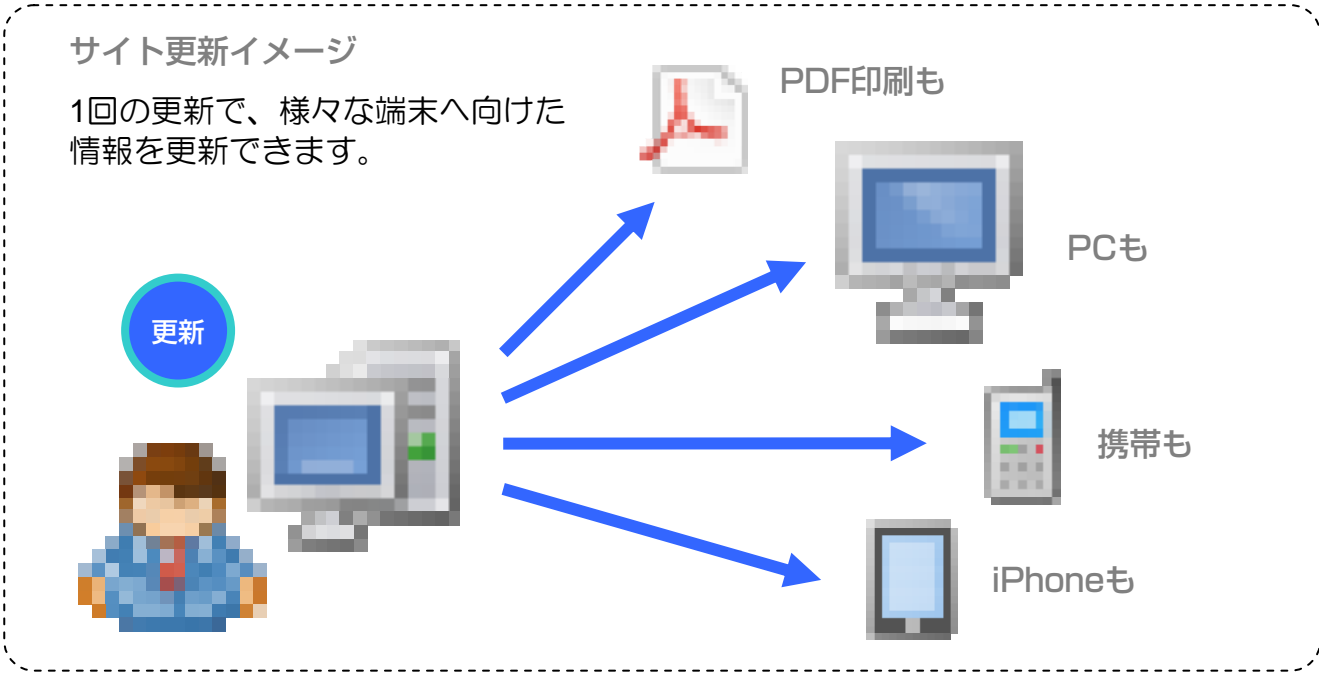 サイト更新イメージ
1回の更新で、様々な端末へ向けた
情報を更新できます。
PDF印刷も
PCも
更新
携帯も
iPhoneも